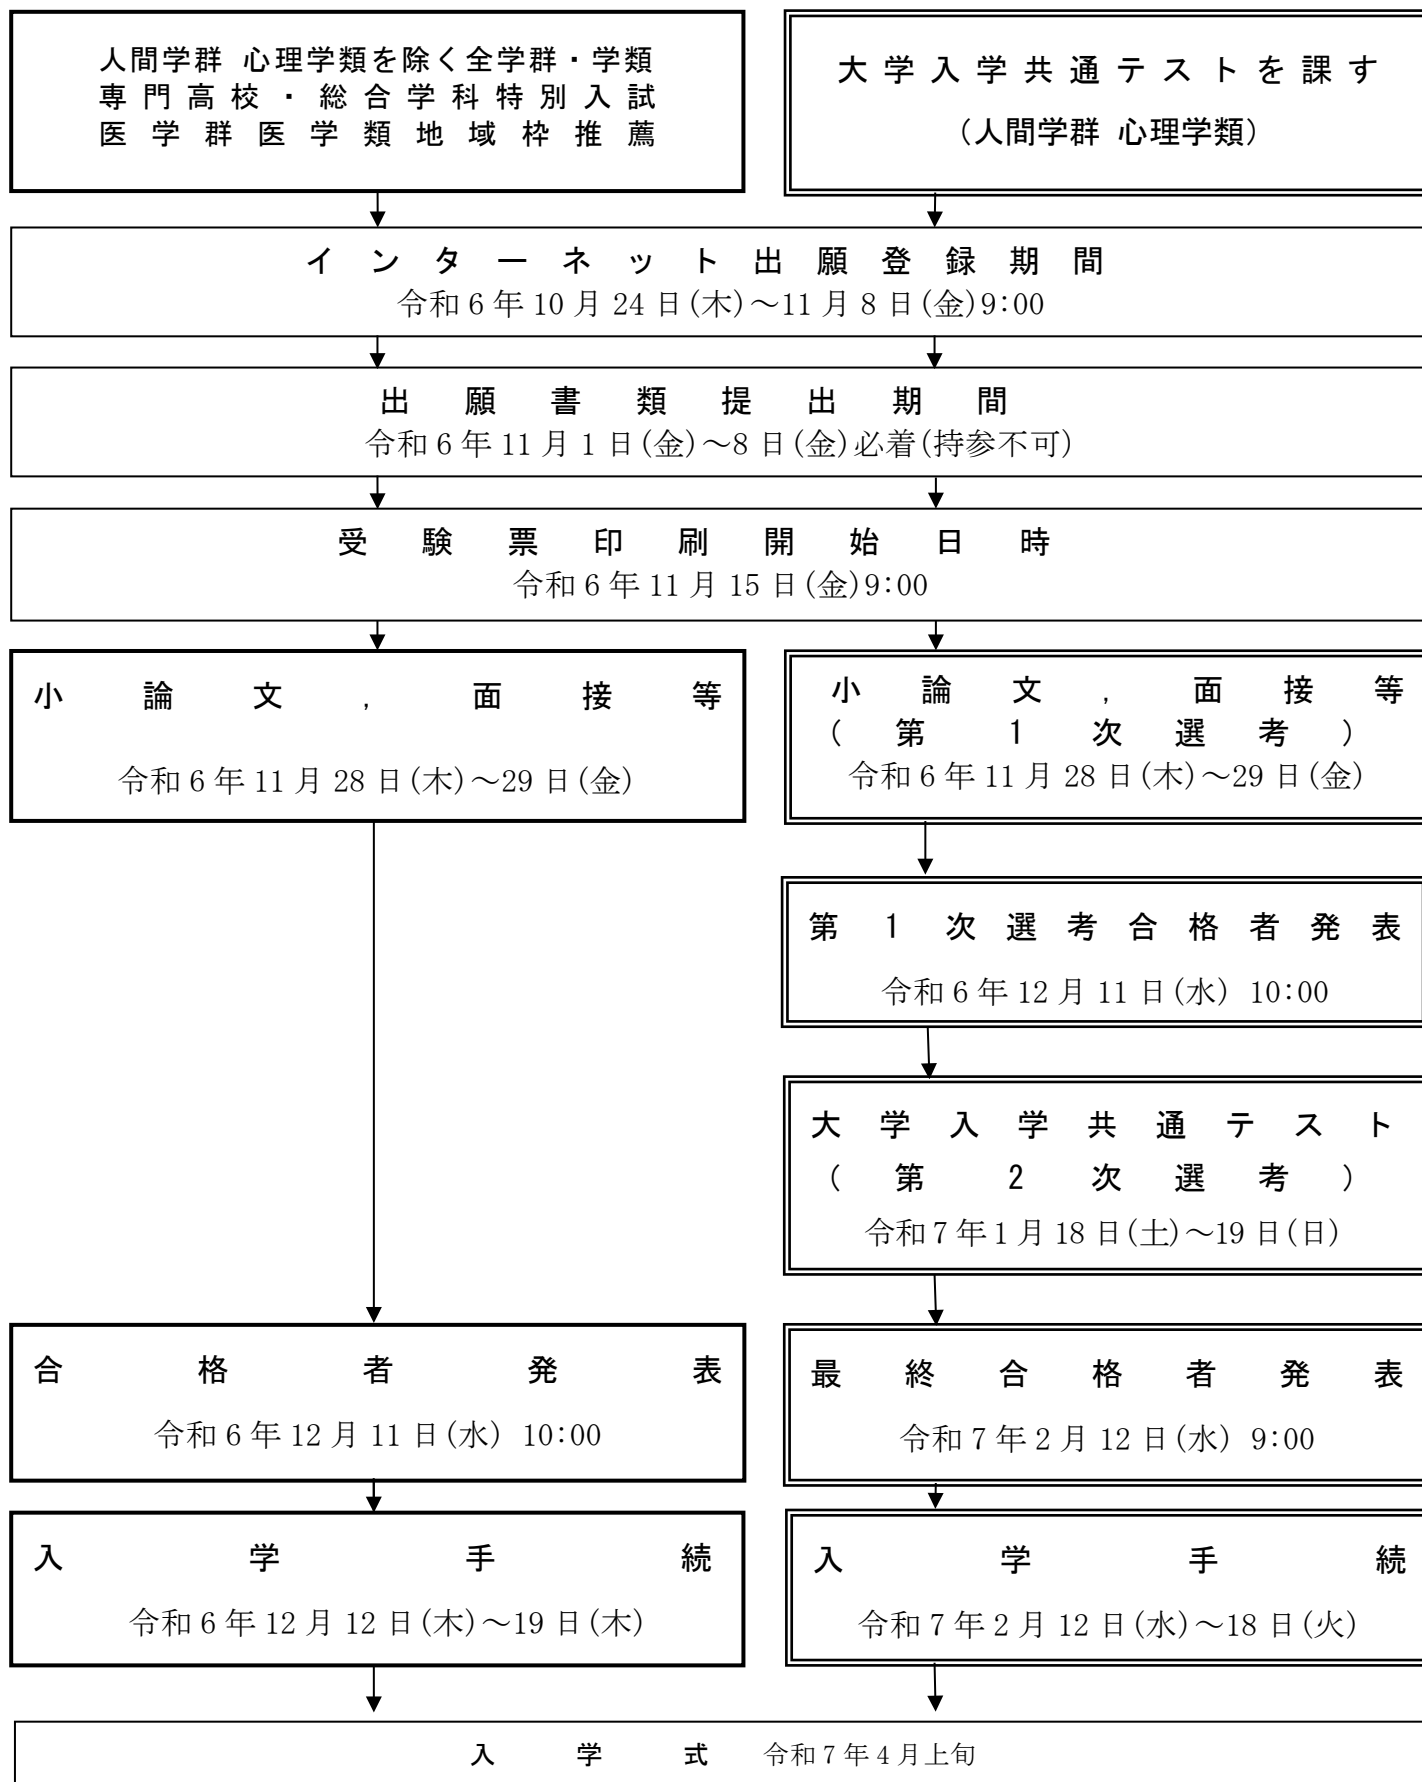 人間学群 心理学類を除く全学群・学類
専門高校・総合学科特別入試
医学群医学類地域枠推薦
大学入学共通テストを課す
(人間学群 心理学類)
インターネット出願登録期間
令和6年10月24日(木)～11月8日(金)9:00
出願書類提出期間
令和6年11月1日(金)～8日(金)必着(持参不可)
受験票印刷開始日時
令和6年11月15日(金)9:00
小論文，面接等
令和6年11月28日(木)～29日(金)
小論文，面接等
(第1次選考)
令和6年11月28日(木)～29日(金)
第1次選考合格者発表
令和6年12月11日(水) 10:00
大学入学共通テスト
(第2次選考)
令和7年1月18日(土)～19日(日)
合格者発表
令和6年12月11日(水) 10:00
最終合格者発表
令和7年2月12日(水) 9:00
入学手続
令和6年12月12日(木)～19日(木)
入学手続
令和7年2月12日(水)～18日(火)
入学式 令和7年4月上旬